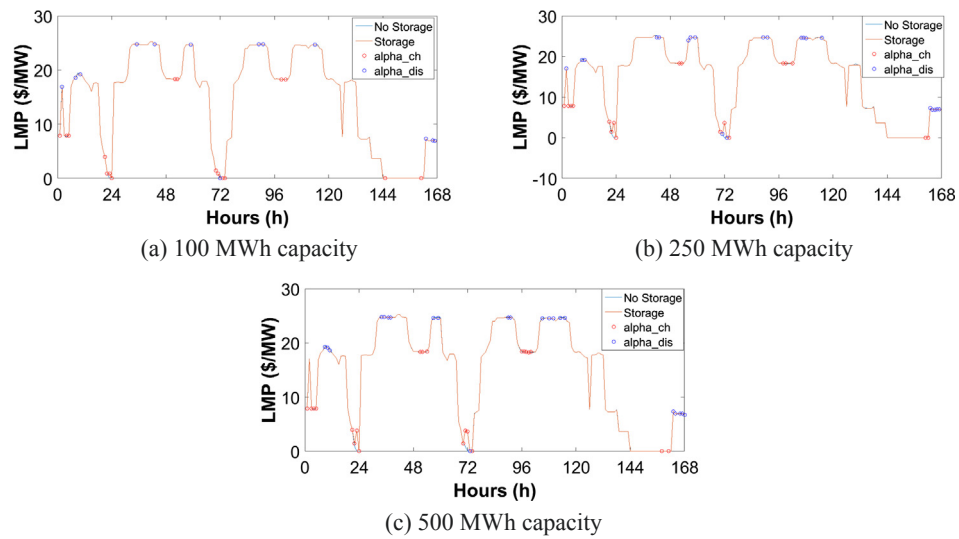 30
20
10
0
LMP ($/MW)
No Storage
Storage
alpha_ch
alpha_dis
0 24 48 72 96 120 144 168
Hours (h)
(a) 100 MWh capacity
30
20
10
0
-10
LMP ($/MW)
No Storage
Storage
alpha_ch
alpha_dis
0 24 48 72 96 120 144 168
Hours (h)
(b) 250 MWh capacity
30
20
10
0
LMP ($/MW)
No Storage
Storage
alpha_ch
alpha_dis
0 24 48 72 96 120 144 168
Hours (h)
(c) 500 MWh capacity